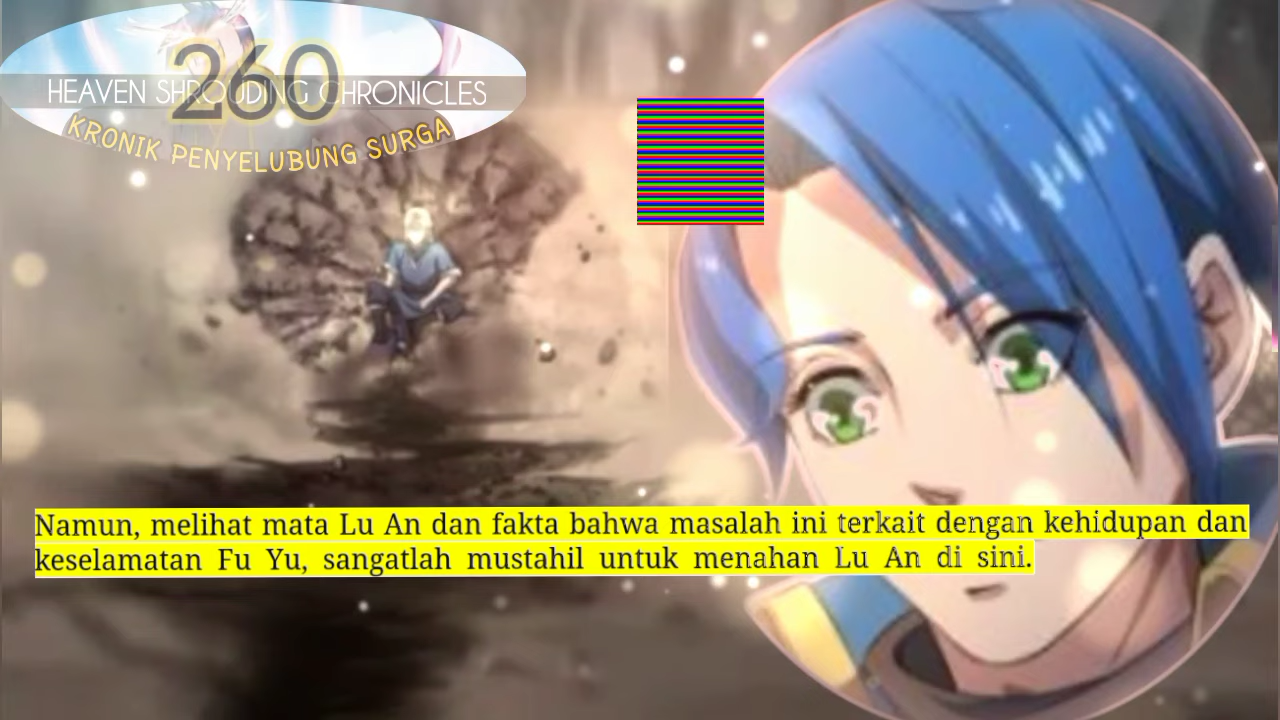 260
HEAVEN SHROUDING CHRONICLES
KRONIK PENYELUBUNG SURGA
Namun, melihat mata Lu An dan fakta bahwa masalah ini terkait dengan kehidupan dan
keselamatan Fu Yu, sangatlah mustahil untuk menahan Lu An di sini.